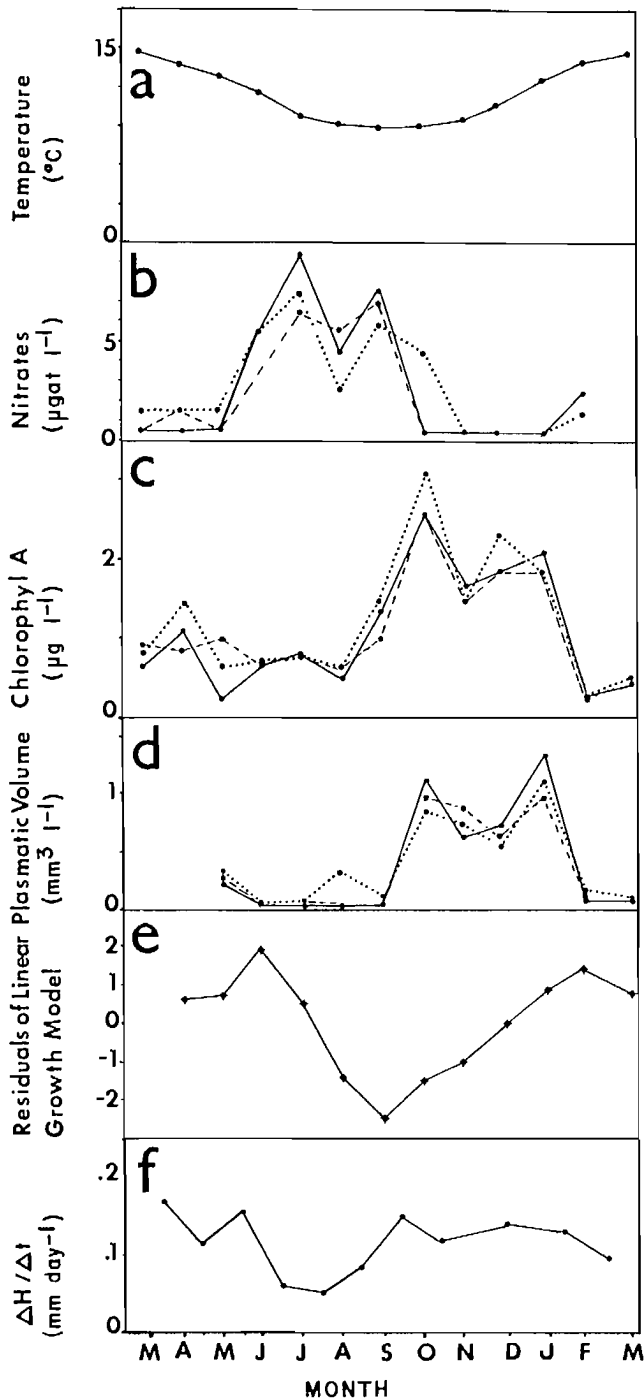 a
Temperature
(°C)
15
0
b
Nitrates
(µgat l-1)
5
0
c
Chlorophyl A
(µg l-1)
2
0
d
Plasmatic Volume
(mm3 l-1)
1
0
e
Residuals of Linear
Growth Model
2
1
0
-1
-2
f
ΔH/Δt
(mm day-1)
.2
.1
0
M A M J J A S O N D J F M
MONTH